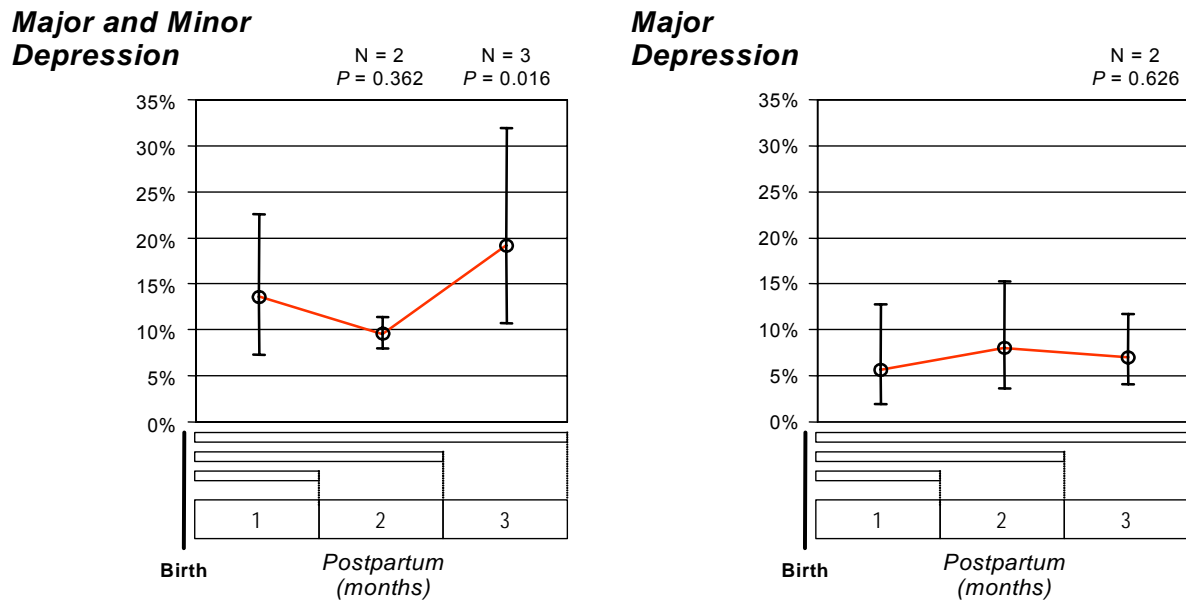 Major and Minor
Depression
N = 2
P = 0.362
N = 3
P = 0.016
35%
30%
25%
20%
15%
10%
5%
0%
1
2
3
Birth
Postpartum
(months)
Major
Depression
N = 2
P = 0.626
35%
30%
25%
20%
15%
10%
5%
0%
1
2
3
Birth
Postpartum
(months)